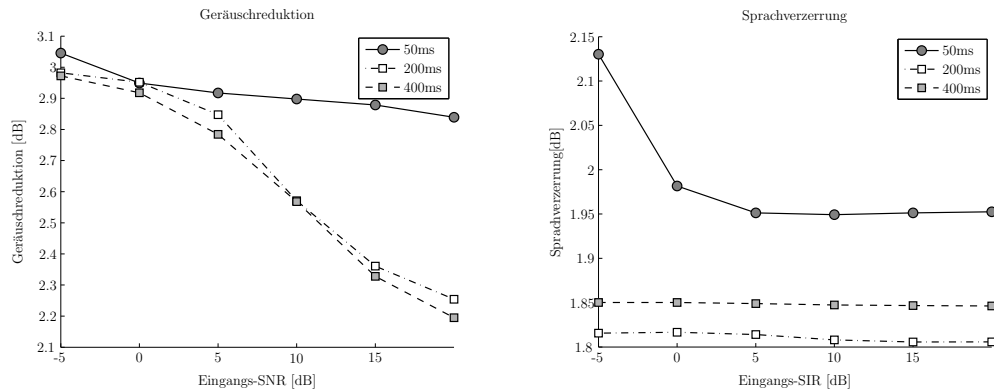 Geräuschreduktion
3.1
3
2.9
2.8
2.7
2.6
2.5
2.4
2.3
2.2
2.1
-5
0
5
10
15
Geräuschreduktion [dB]
Eingangs-SNR [dB]
50ms
200ms
400ms
Sprachverzerrung
2.15
2.1
2.05
2
1.95
1.9
1.85
1.8
-5
0
5
10
15
Sprachverzerrung[dB]
Eingangs-SIR [dB]
50ms
200ms
400ms